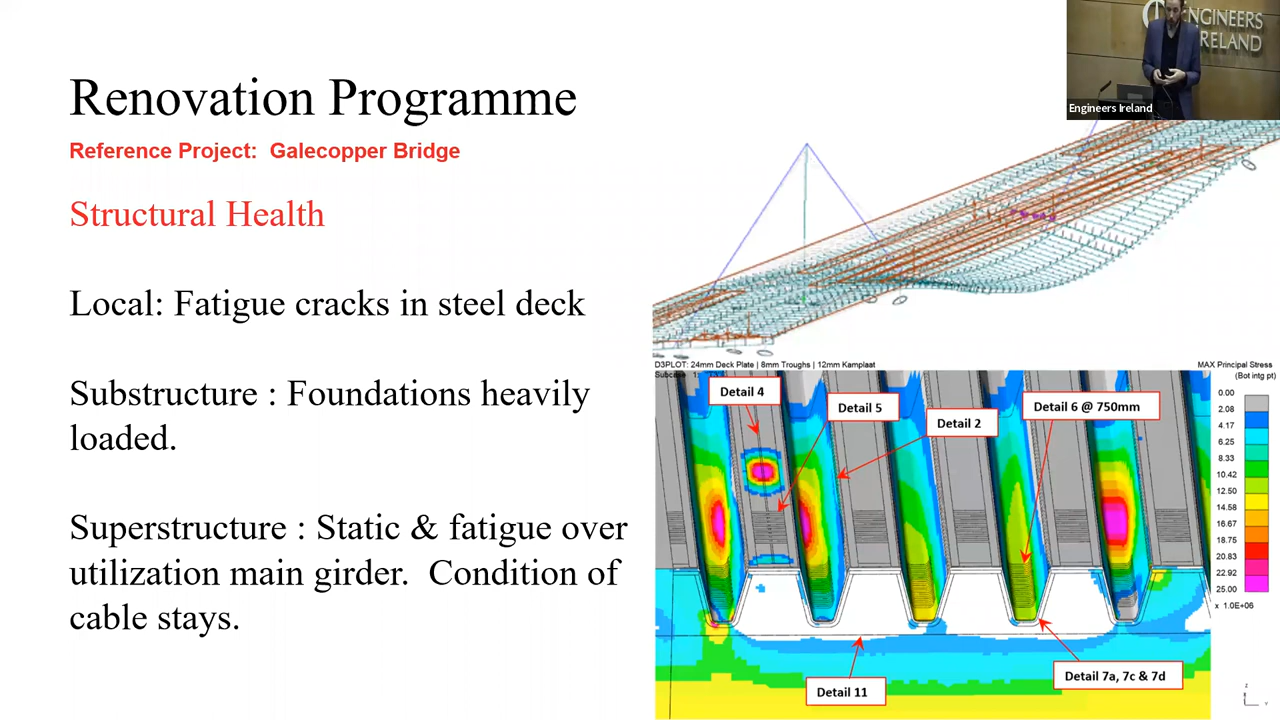 Renovation Programme
Reference Project: Galecopper Bridge
Structural Health
Local: Fatigue cracks in steel deck
Substructure : Foundations heavily
loaded.
Superstructure : Static & fatigue over
utilization main girder. Condition of
cable stays.
ENGINEERS
IRELAND
Engineers Ireland
D3PLOT: 24mm Deck Plate | 8mm Troughs | 12mm Kamplaat
MAX Principal Stress
(Bot intg pt)
Detail 4
Detail 5
Detail 2
Detail 6 @ 750mm
Detail 7a, 7c & 7d
Detail 11
0.00
2.08
4.17
6.25
8.33
10.42
12.50
14.58
16.67
18.75
20.83
22.92
25.00
x 1.0E+06